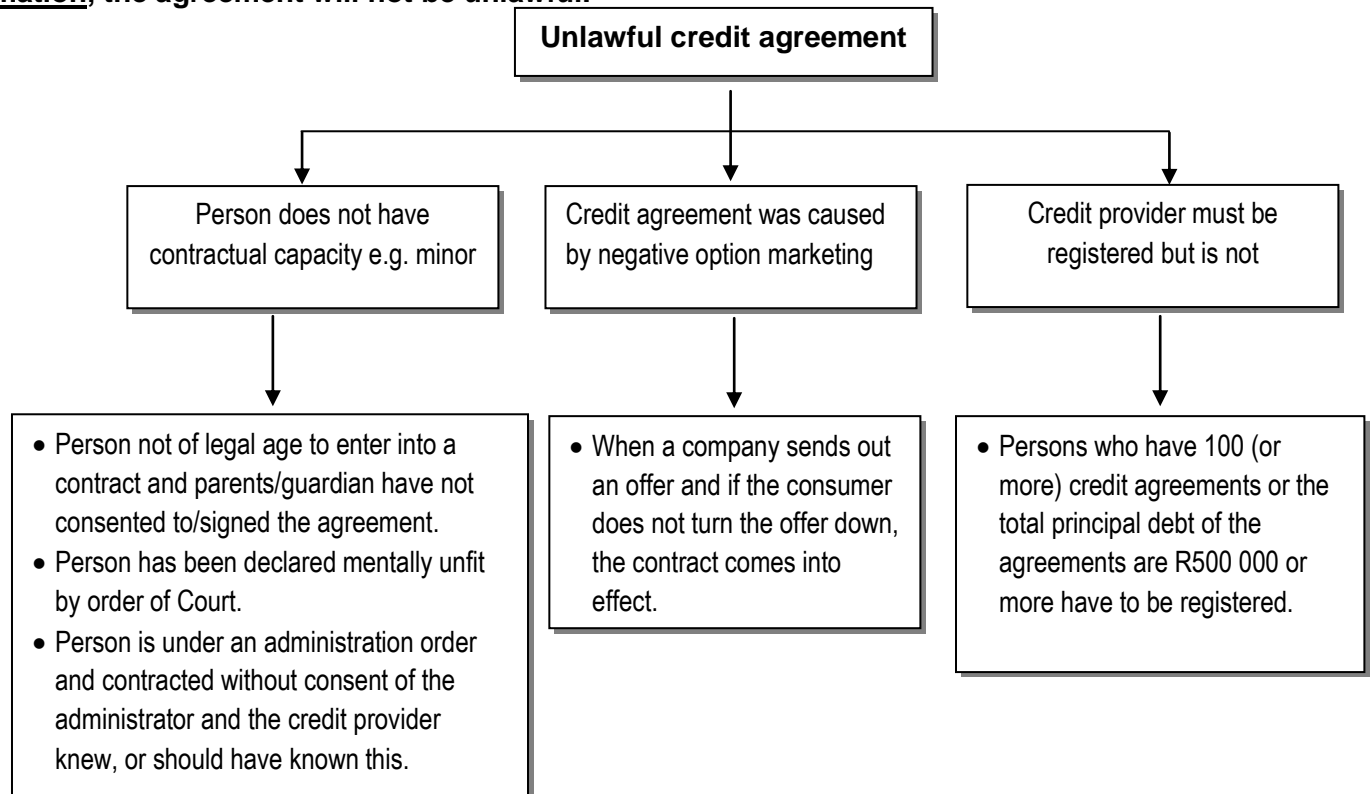 the agreement will not be unlawful.
Unlawful credit agreement
Person does not have
contractual capacity e.g. minor
Credit agreement was caused
by negative option marketing
Credit provider must be
registered but is not
• Person not of legal age to enter into a
contract and parents/guardian have not
consented to/signed the agreement.
• Person has been declared mentally unfit
by order of Court.
• Person is under an administration order
and contracted without consent of the
administrator and the credit provider
knew, or should have known this.
• When a company sends out
an offer and if the consumer
does not turn the offer down,
the contract comes into
effect.
• Persons who have 100 (or
more) credit agreements or the
total principal debt of the
agreements are R500 000 or
more have to be registered.